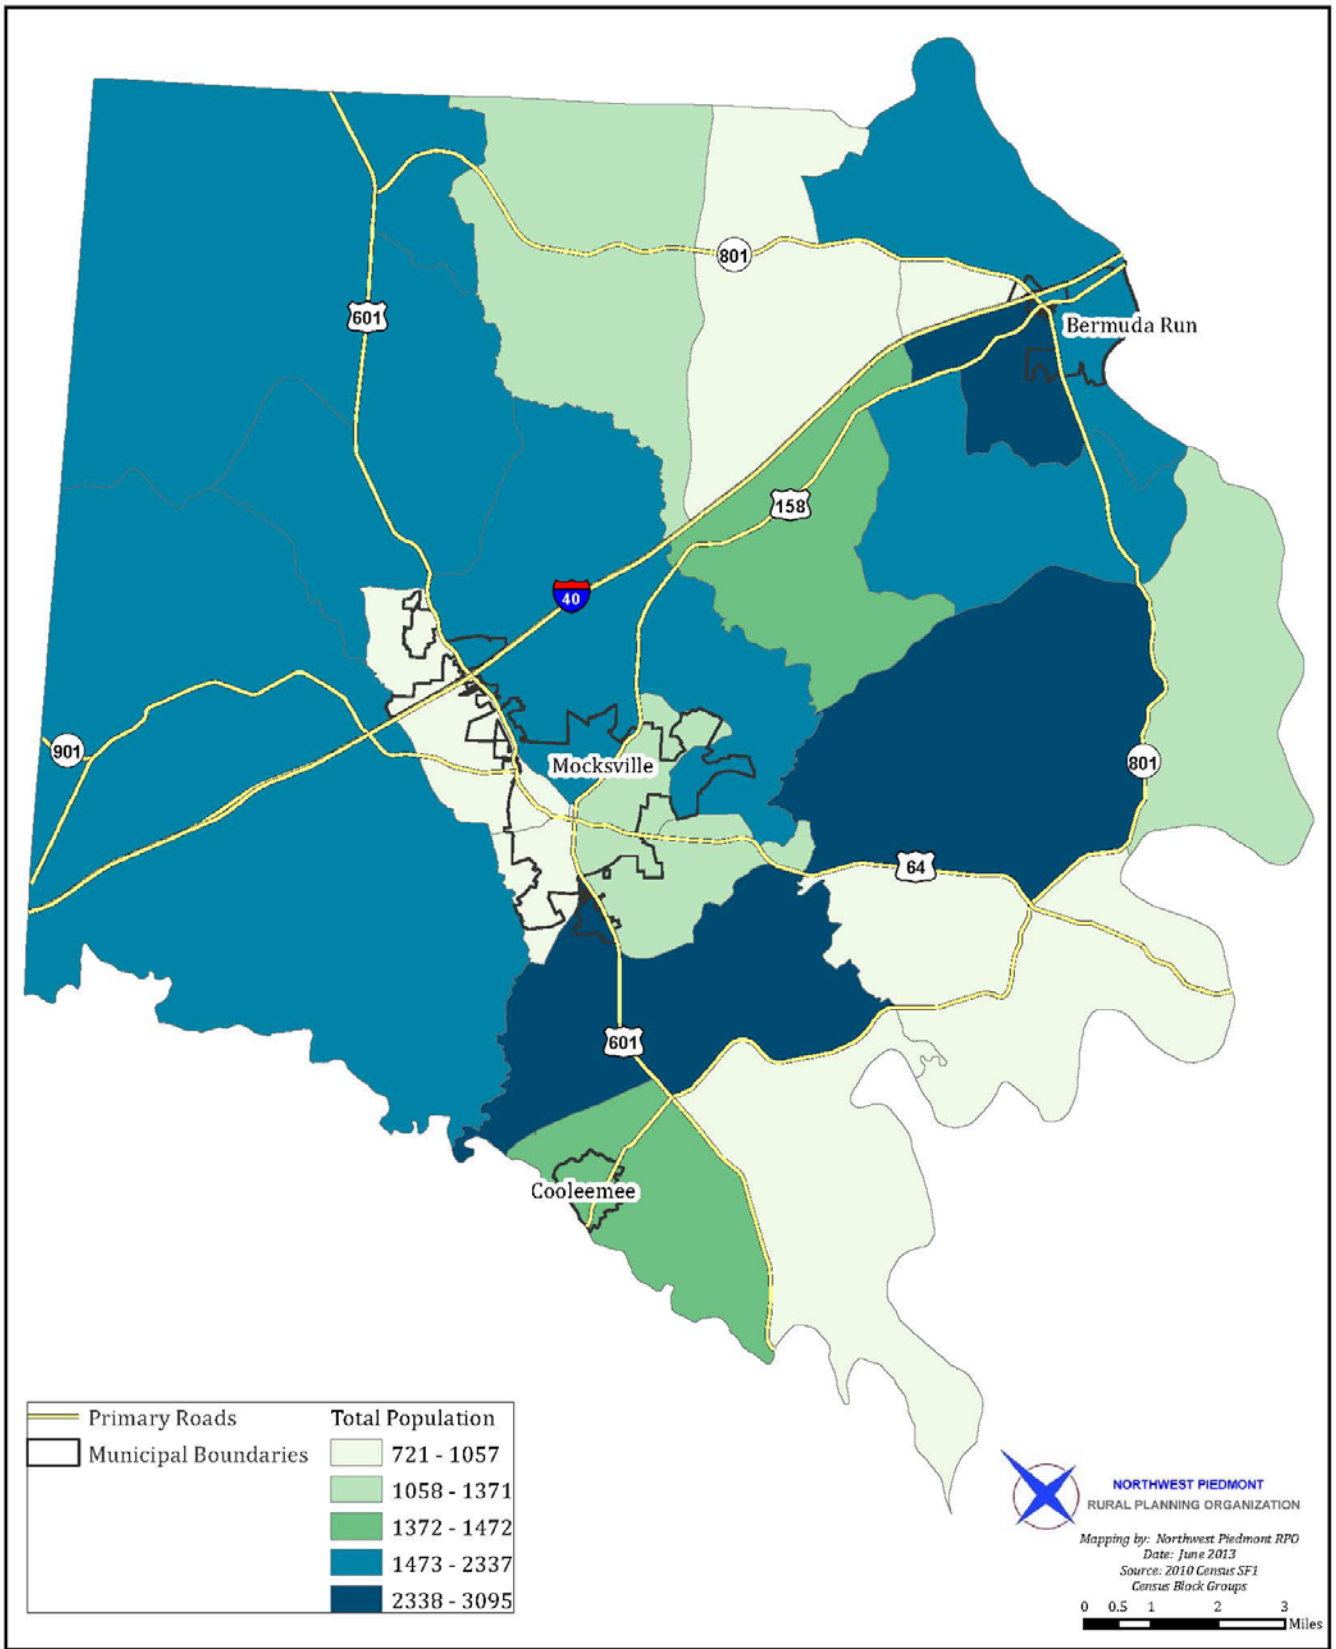 801
601
Bermuda Run
158
40
901
Mocksville
801
64
601
Cooleemee
Primary Roads
Municipal Boundaries
Total Population
721 - 1057
1058 - 1371
1372 - 1472
1473 - 2337
2338 - 3095
NORTHWEST PIEDMONT
RURAL PLANNING ORGANIZATION
Mapping by: Northwest Piedmont RPO
Date: June 2013
Source: 2010 Census SF1
Census Block Groups
0 0.5 1 2 3
Miles